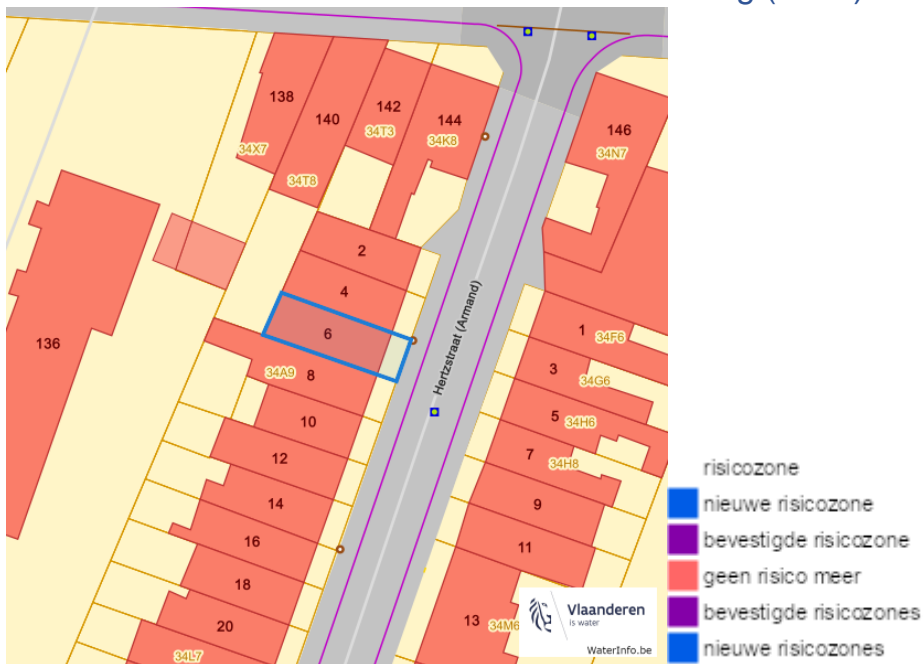 138
140
142
144
146
34X7
34T8
34T3
34K8
34N7
2
4
6
8
10
12
14
16
18
20
136
34A9
34L7
Hertzstraat (Armand)
1
34F6
3
34G6
5
34H6
7
34H8
9
11
13
34M6
Vlaanderen
is water
WaterInfo.be
risicozone
nieuwe risicozone
bevestigde risicozone
geen risico meer
bevestigde risicozones
nieuwe risicozones